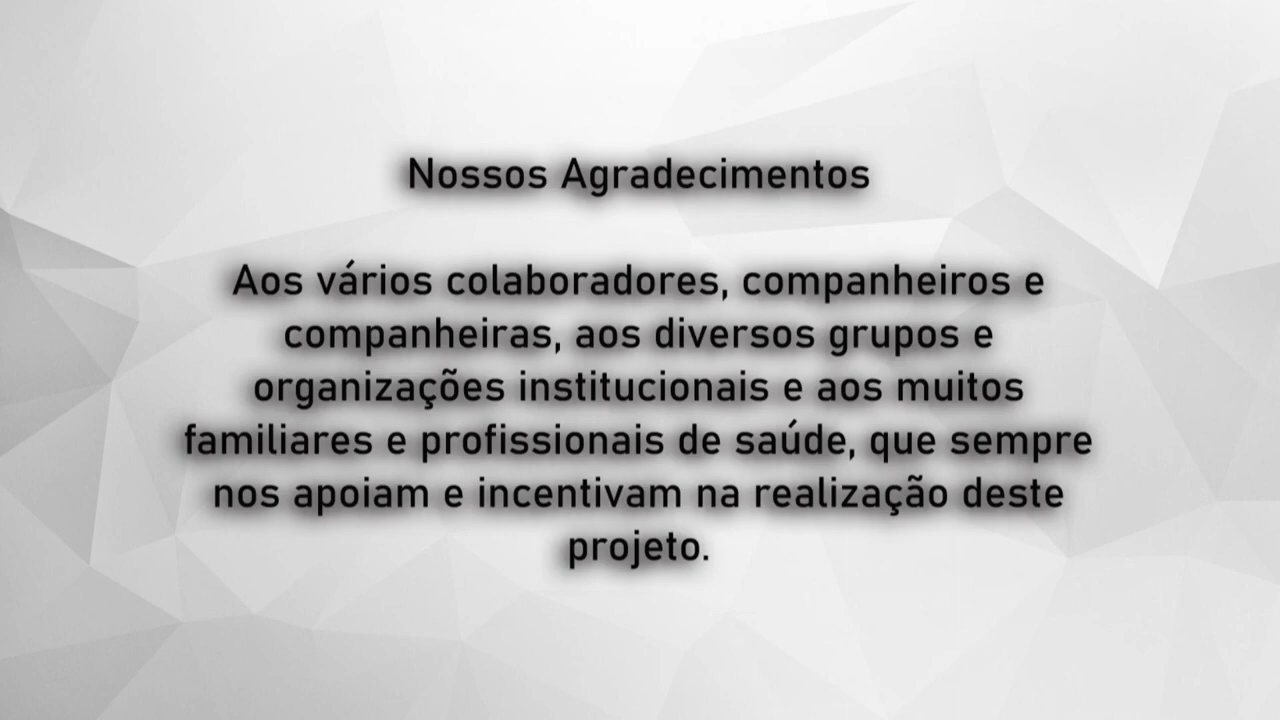 Nossos Agradecimentos
Aos vários colaboradores, companheiros e
companheiras, aos diversos grupos e
organizações institucionais e aos muitos
familiares e profissionais de saúde, que sempre
nos apoiam e incentivam na realização deste
projeto.